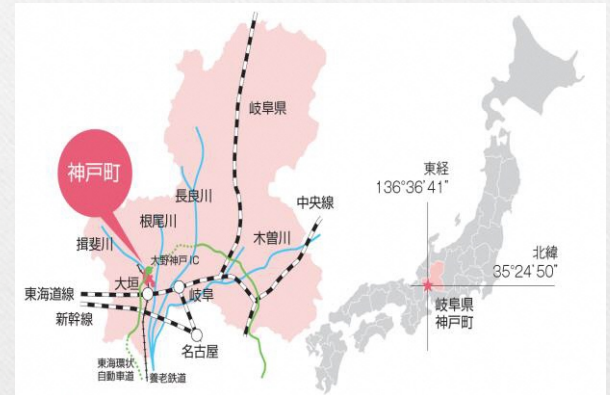 岐阜県
神戸町
長良川
根尾川
揖斐川
大野神戸JC
中央線
木曽川
大垣
岐阜
東海道線
新幹線
名古屋
東海環状
自動車道
養老鉄道
東経
136°36'41"
北緯
35°24'50"
岐阜県
神戸町